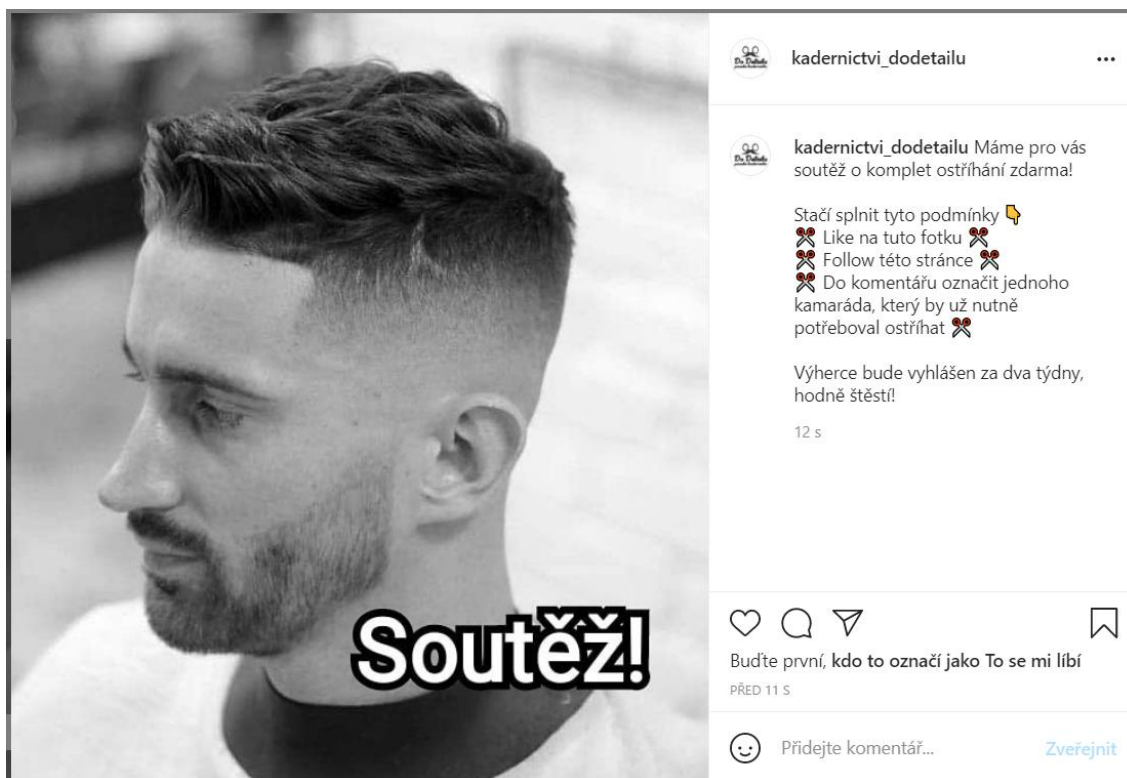 Soutěž!
kadernictvi_dodetailu
kadernictvi_dodetailu Máme pro vás
soutěž o komplet ostříhání zdarma!
Stačí splnit tyto podmínky 👇
✂ Like na tuto fotku ✂
✂ Follow této stránce ✂
✂ Do komentářu označit jednoho
kamaráda, který by už nutně
potřeboval ostříhat ✂
Výherce bude vyhlášen za dva týdny,
hodně štěstí!
12 s
Buďte první, kdo to označí jako To se mi líbí
PŘED 11 S
Přidejte komentář...
Zveřejnit